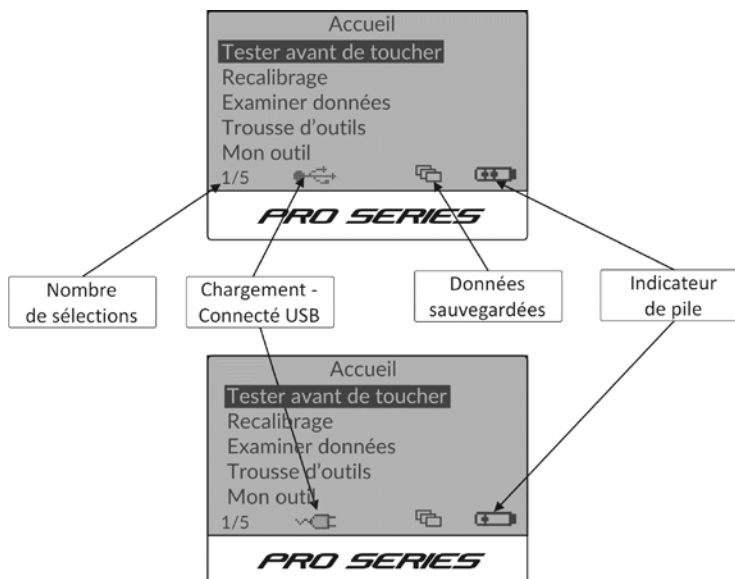 Accueil
Tester avant de toucher
Recalibrage
Examiner données
Trousse d'outils
Mon outil
1/5
PRO SERIES
Nombre
de sélections
Chargement -
Connecté USB
Données
sauvegardées
Indicateur
de pile
Accueil
Tester avant de toucher
Recalibrage
Examiner données
Trousse d'outils
Mon outil
1/5
PRO SERIES